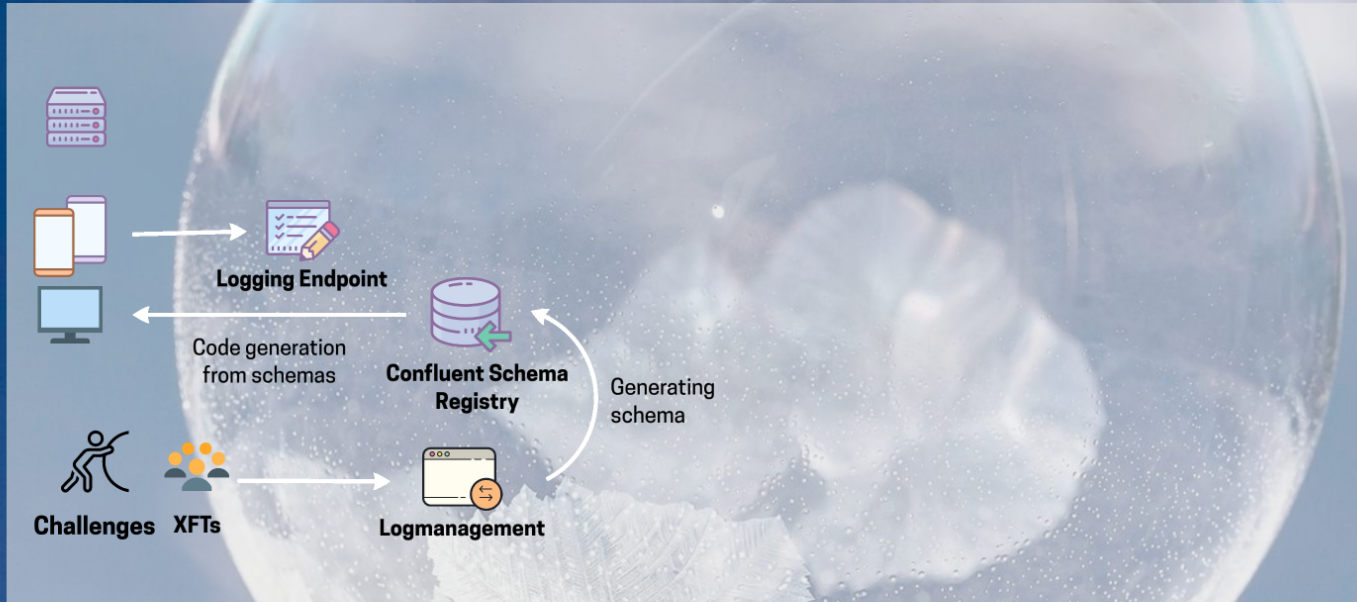 Logging Endpoint
Code generation
from schemas
Confluent Schema
Registry
Generating
schema
Challenges
XFTs
Logmanagement